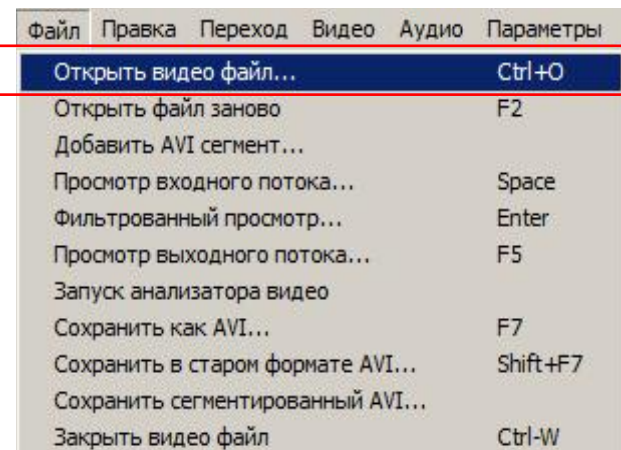 Файл Правка Переход Видео Аудио Параметры
Открыть видео файл... Ctrl+O
Открыть файл заново F2
Добавить AVI сегмент...
Просмотр входного потока... Space
Фильтрованный просмотр... Enter
Просмотр выходного потока... F5
Запуск анализатора видео
Сохранить как AVI... F7
Сохранить в старом формате AVI... Shift+F7
Сохранить сегментированный AVI...
Закрыть видео файл Ctrl-W